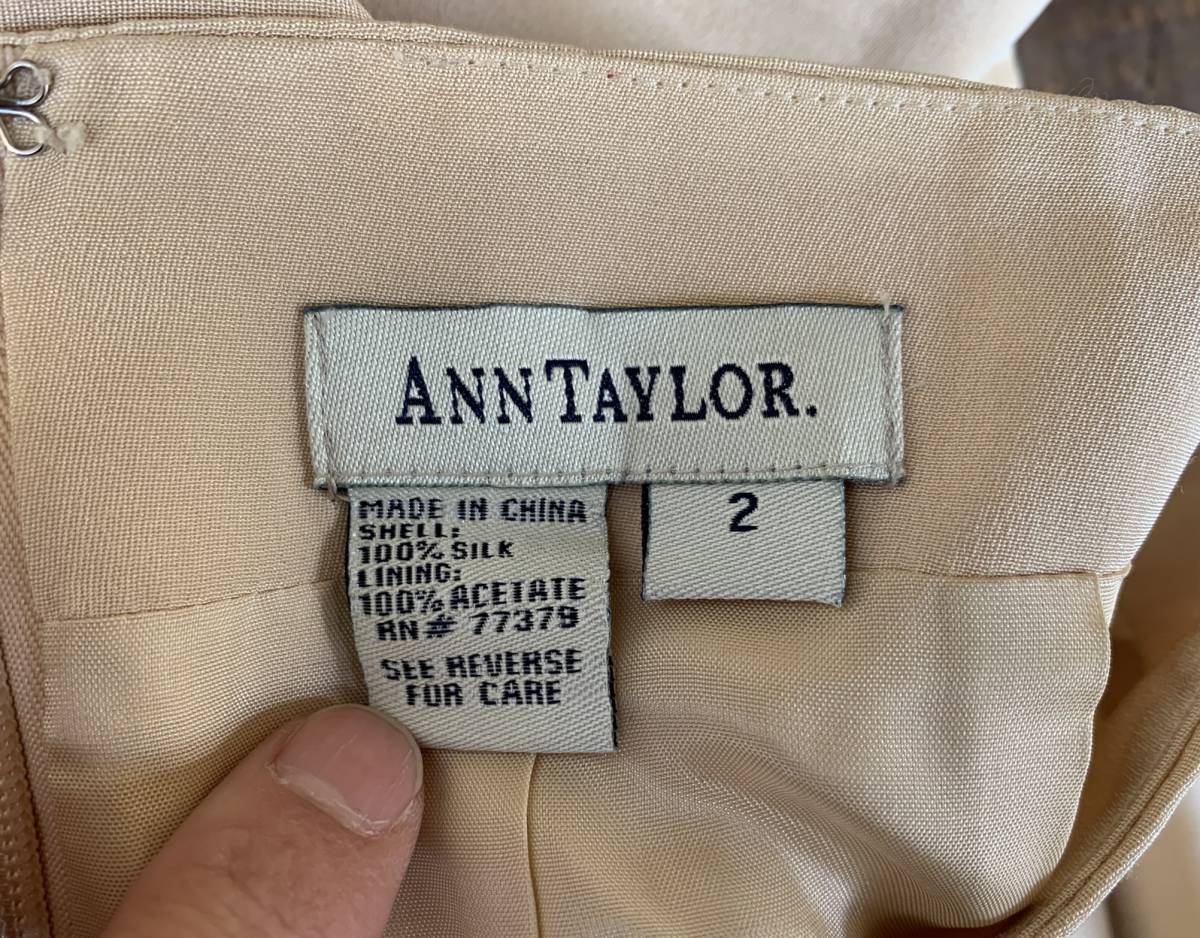 ANN TAYLOR.
MADE IN CHINA
SHELL:
100% SILK
LINING:
100% ACETATE
RN# 77379
SEE REVERSE
FOR CARE
2